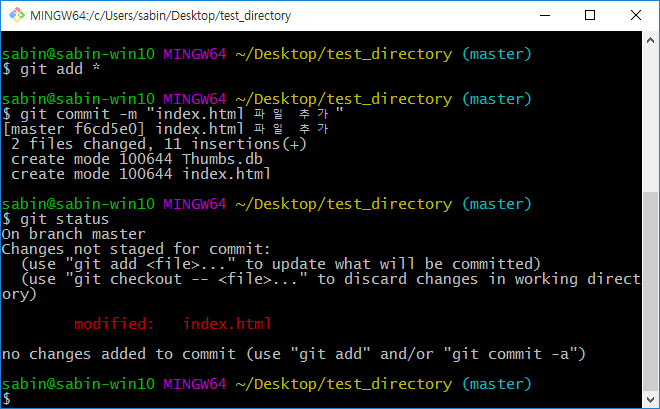 MINGW64:/c/Users/sabin/Desktop/test_directory
sabin@sabin-win10 MINGW64 ~/Desktop/test_directory (master)
$ git add *
sabin@sabin-win10 MINGW64 ~/Desktop/test_directory (master)
$ git commit -m "index.html 파일 추가"
[master f6cd5e0] index.html 파일 추가
 2 files changed, 11 insertions(+)
 create mode 100644 Thumbs.db
 create mode 100644 index.html
sabin@sabin-win10 MINGW64 ~/Desktop/test_directory (master)
$ git status
On branch master
Changes not staged for commit:
  (use "git add <file>..." to update what will be committed)
  (use "git checkout -- <file>..." to discard changes in working direct
ory)
        modified:   index.html
no changes added to commit (use "git add" and/or "git commit -a")
sabin@sabin-win10 MINGW64 ~/Desktop/test_directory (master)
$